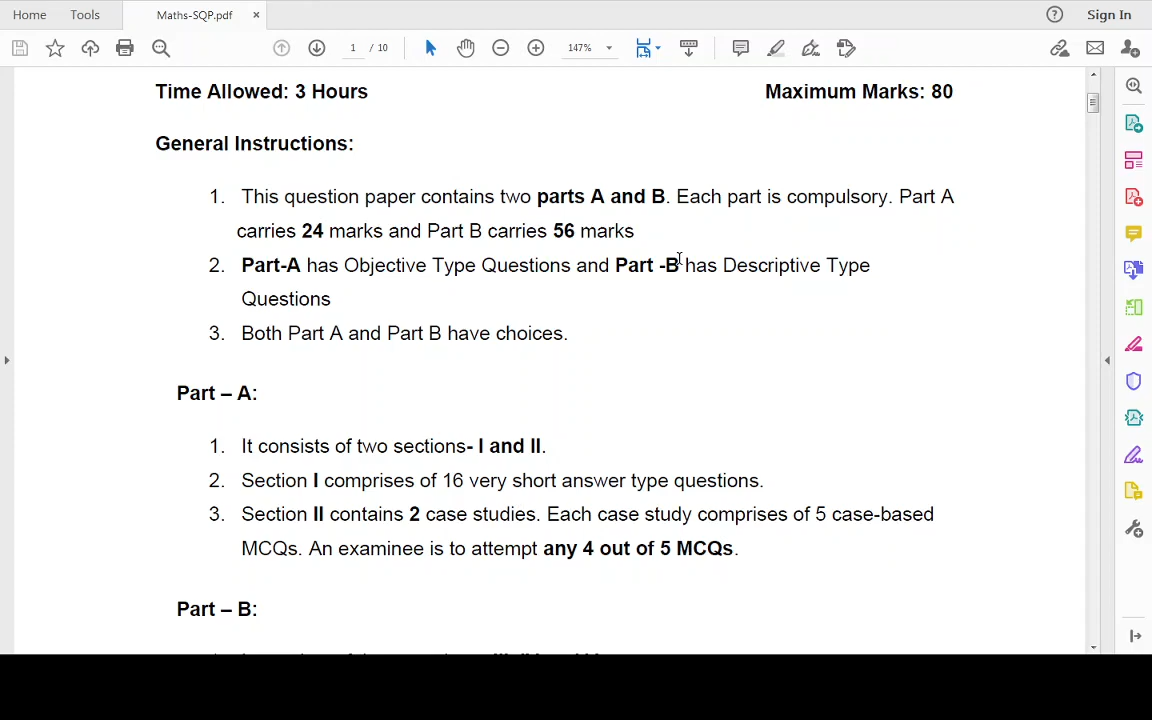 Home Tools Maths-SQP.pdf × Sign In
1 / 10 147%
Time Allowed: 3 Hours Maximum Marks: 80
General Instructions:
1. This question paper contains two parts A and B. Each part is compulsory. Part A
carries 24 marks and Part B carries 56 marks
2. Part-A has Objective Type Questions and Part -B has Descriptive Type
Questions
3. Both Part A and Part B have choices.
Part – A:
1. It consists of two sections- I and II.
2. Section I comprises of 16 very short answer type questions.
3. Section II contains 2 case studies. Each case study comprises of 5 case-based
MCQs. An examinee is to attempt any 4 out of 5 MCQs.
Part – B: